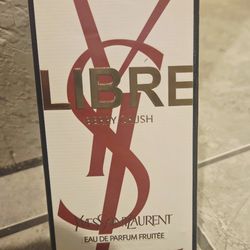 LIBRE
BERRY CRUSH
YVES SAINT LAURENT
EAU DE PARFUM FRUITÉE